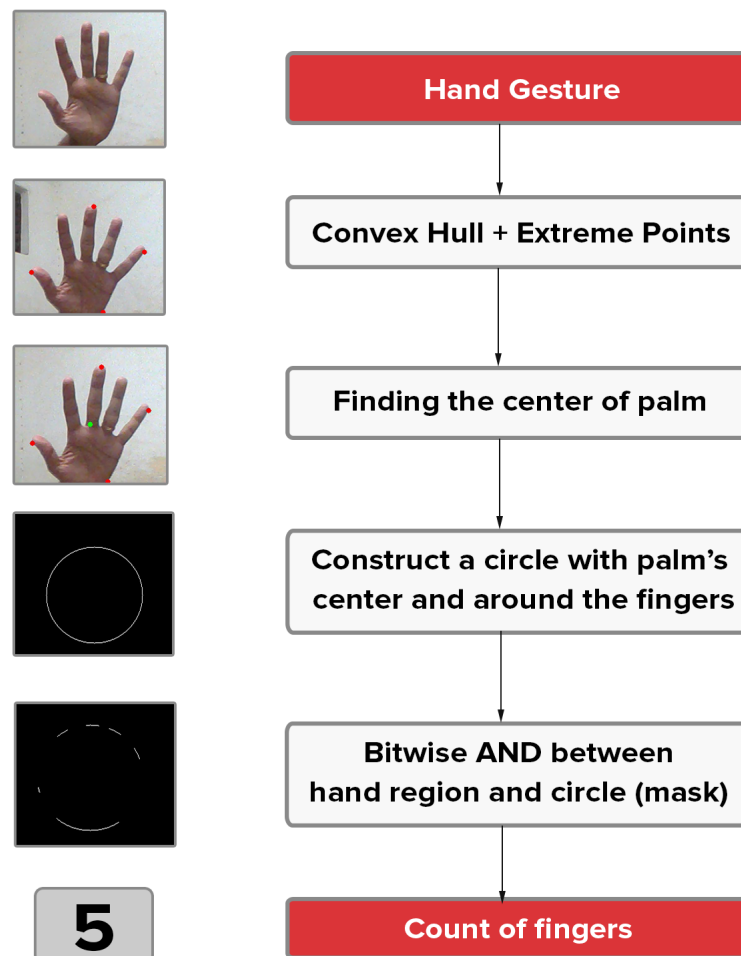 Hand Gesture
Convex Hull + Extreme Points
Finding the center of palm
Construct a circle with palm’s
center and around the fingers
Bitwise AND between
hand region and circle (mask)
5
Count of fingers